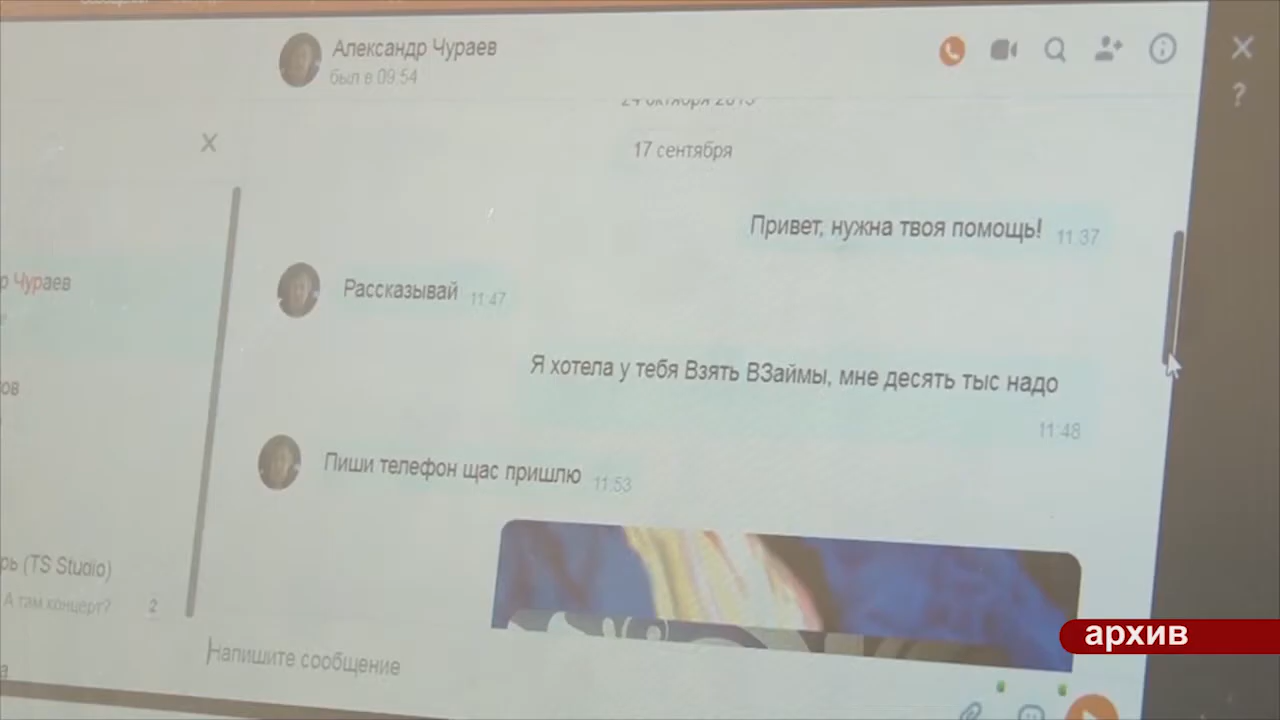 Александр Чураев
был в 09:54
24 октября 2015
17 сентября
Привет, нужна твоя помощь! 11:37
р Чураев
Рассказывай 11:47
Я хотела у тебя Взять ВЗаймы, мне десять тыс надо
11:48
ов
Пиши телефон щас пришлю 11:53
рь (TS Studio)
А там концерт? 2
Напишите сообщение
архив
?